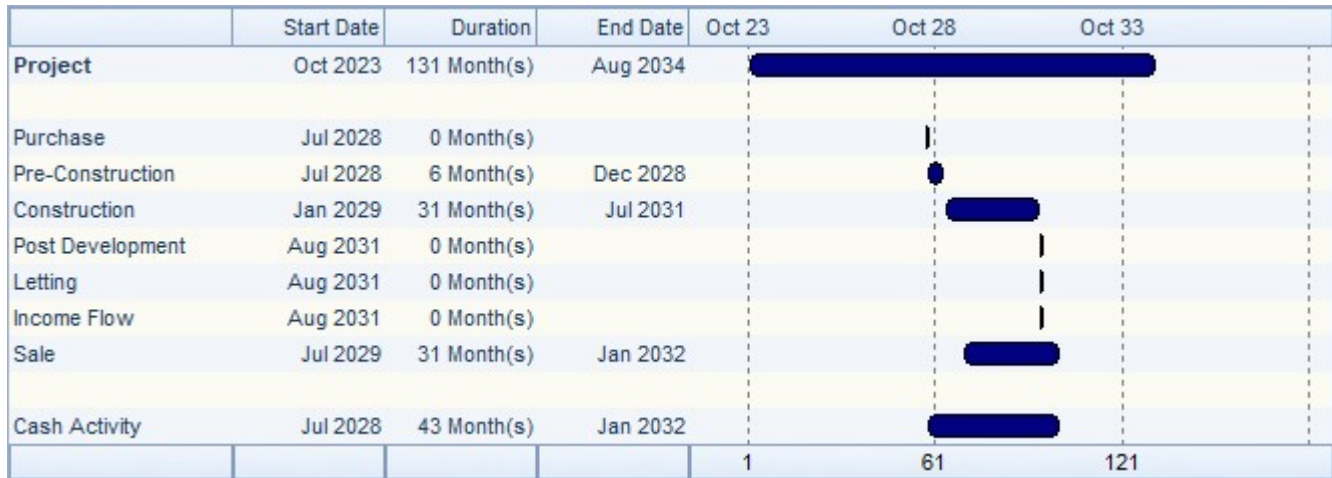 Start Date Duration End Date Oct 23 Oct 28 Oct 33
Project Oct 2023 131 Month(s) Aug 2034
Purchase Jul 2028 0 Month(s)
Pre-Construction Jul 2028 6 Month(s) Dec 2028
Construction Jan 2029 31 Month(s) Jul 2031
Post Development Aug 2031 0 Month(s)
Letting Aug 2031 0 Month(s)
Income Flow Aug 2031 0 Month(s)
Sale Jul 2029 31 Month(s) Jan 2032
Cash Activity Jul 2028 43 Month(s) Jan 2032
1 61 121